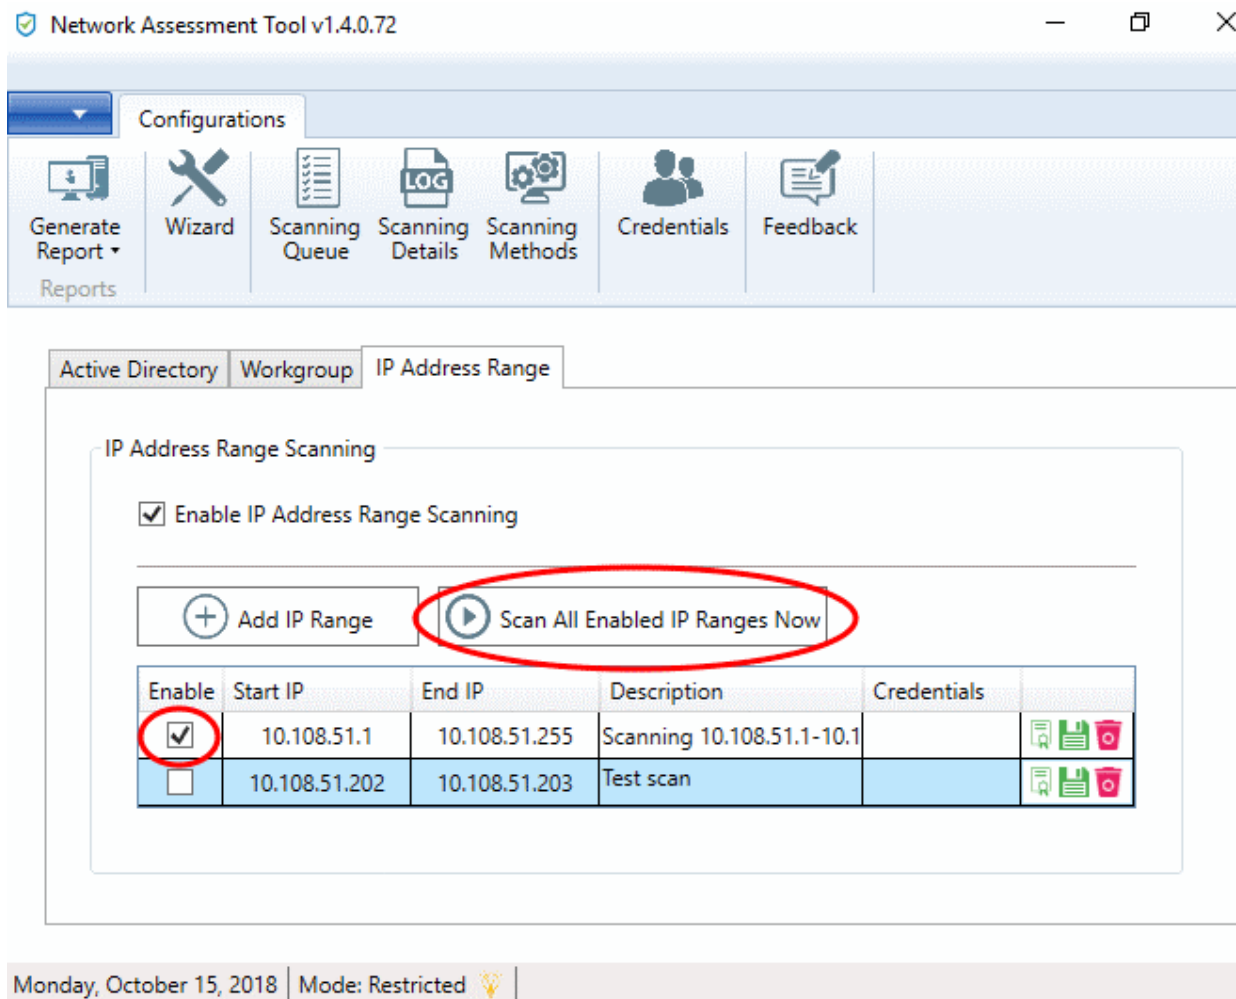 Network Assessment Tool v1.4.0.72
Configurations
LOG
Generate Report
Wizard
Scanning Queue
Scanning Details
Scanning Methods
Credentials
Feedback
Reports
Active Directory Workgroup IP Address Range
IP Address Range Scanning
Enable IP Address Range Scanning
Add IP Range Scan All Enabled IP Ranges Now
Enable Start IP End IP Description Credentials
10.108.51.1 10.108.51.255 Scanning 10.108.51.1-10.1
10.108.51.202 10.108.51.203 Test scan
Monday, October 15, 2018 Mode: Restricted